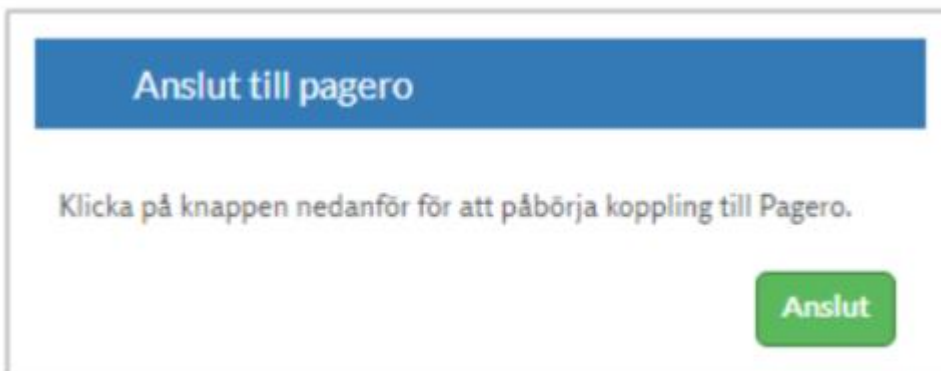 Anslut till pagero
Klicka på knappen nedanför för att påbörja koppling till Pagero.
Anslut